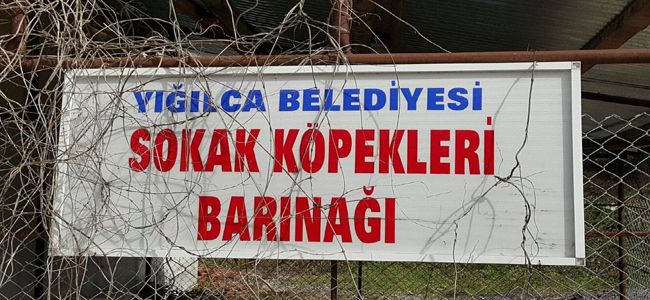 YIĞILCA BELEDİYESİ
SOKAK KÖPEKLERİ
BARINAĞI